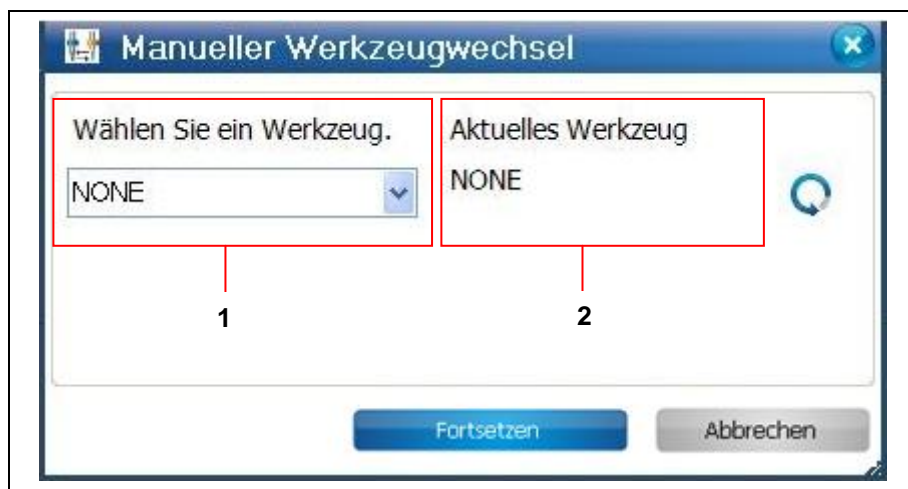 Manueller Werkzeugwechsel
Wählen Sie ein Werkzeug.
NONE
Aktuelles Werkzeug
NONE
1
2
Fortsetzen
Abbrechen